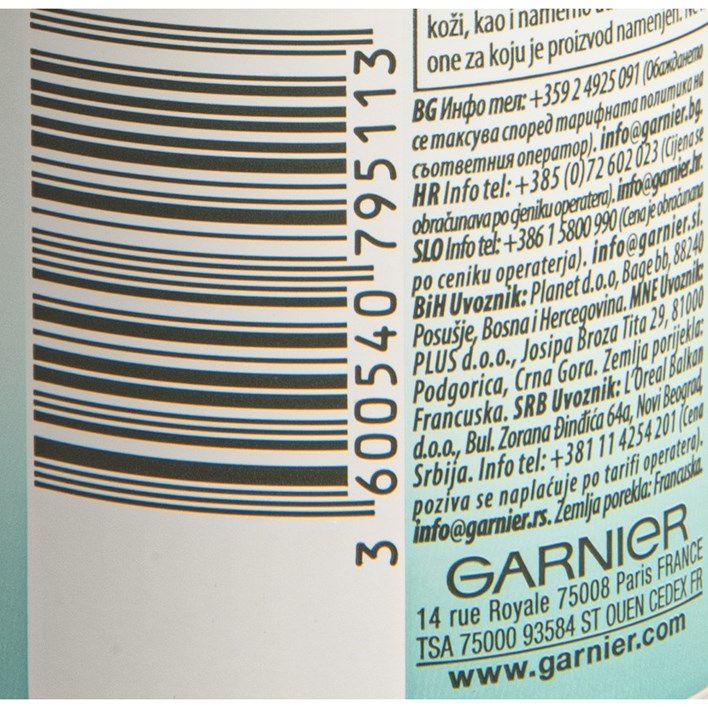 koži, kao i namerno
one za koju je proizvod namenjen.
BG Инфо тел: +359 2 4925 091 (Обаждането
се таксува според тарифната политика на
съответния оператор). info@garnier.bg.
HR Info tel: +385 (0)72 602 023 (Cijena se
obračunava po cjeniku operatera). info@garnier.hr.
SLO Info tel: +386 1 5800 990 (Cena je obračunana
po ceniku operaterja). info@garnier.si.
BiH Uvoznik: Planet d.o.o, Bage bb, 88240
Posušje, Bosna i Hercegovina. MNE Uvoznik:
PLUS d.o.o., Josipa Broza Tita 29, 81000
Podgorica, Crna Gora. Zemlja porijekla:
Francuska. SRB Uvoznik: L'Oreal Balkan
d.o.o., Bul. Zorana Đinđića 64a, Novi Beograd,
Srbija. Info tel: +381 11 4254 201 (Cena
poziva se naplaćuje po tarifi operatera).
info@garnier.rs. Zemlja porekla: Francuska.
GARNIER
14 rue Royale 75008 Paris FRANCE
TSA 75000 93584 ST OUEN CEDEX FR
www.garnier.com
3 600540 795113